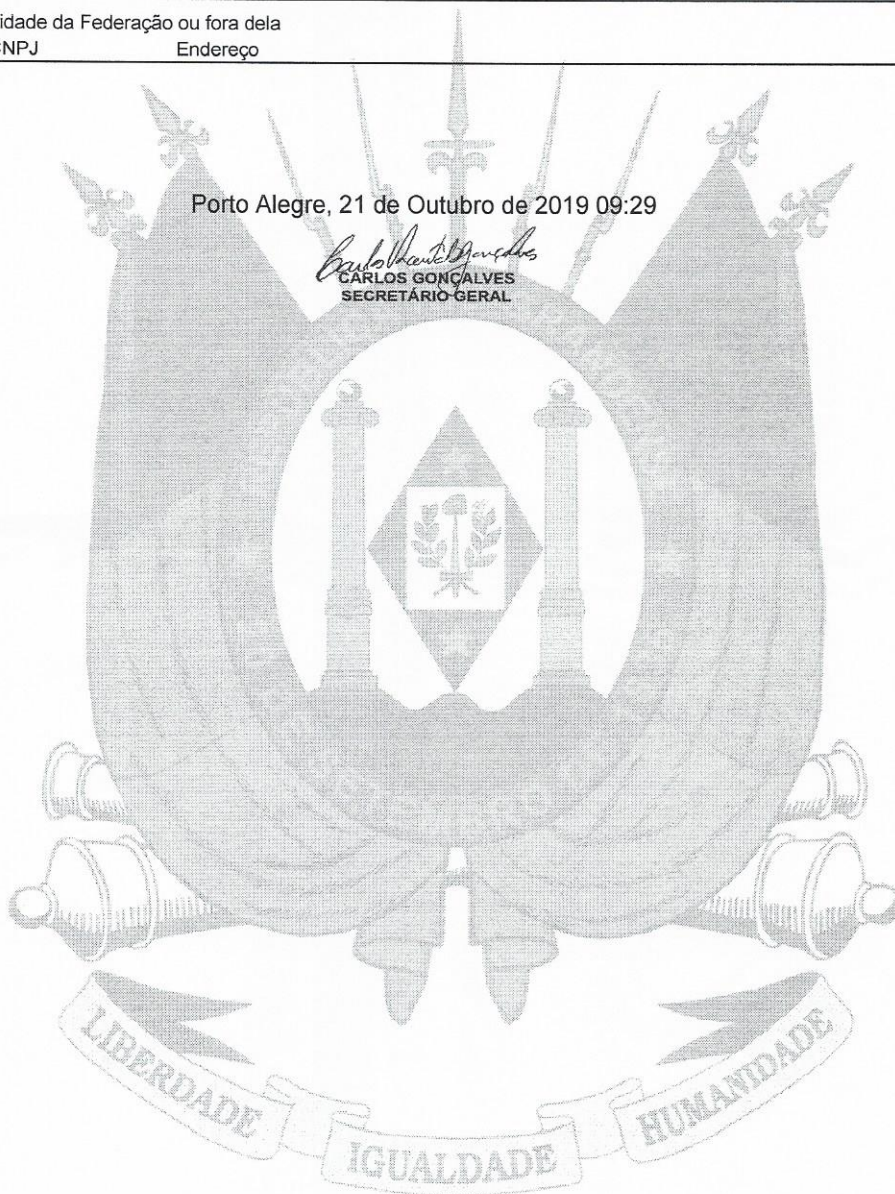 idade da Federação ou fora dela
NPJ Endereço
Porto Alegre, 21 de Outubro de 2019 09:29
CARLOS GONÇALVES
SECRETÁRIO-GERAL
LIBERDADE
IGUALDADE
HUMANIDADE